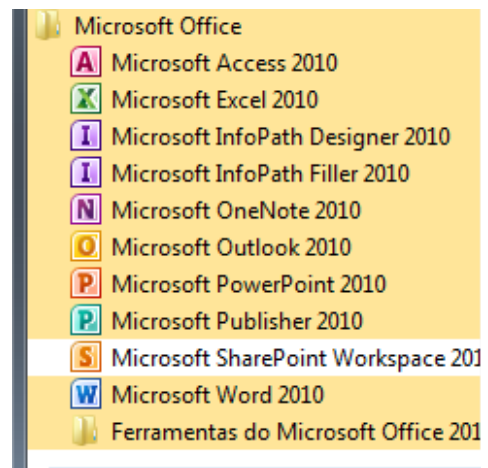 Microsoft Office
A Microsoft Access 2010
X Microsoft Excel 2010
I Microsoft InfoPath Designer 2010
I Microsoft InfoPath Filler 2010
N Microsoft OneNote 2010
O Microsoft Outlook 2010
P Microsoft PowerPoint 2010
P Microsoft Publisher 2010
S Microsoft SharePoint Workspace 201
W Microsoft Word 2010
Ferramentas do Microsoft Office 201